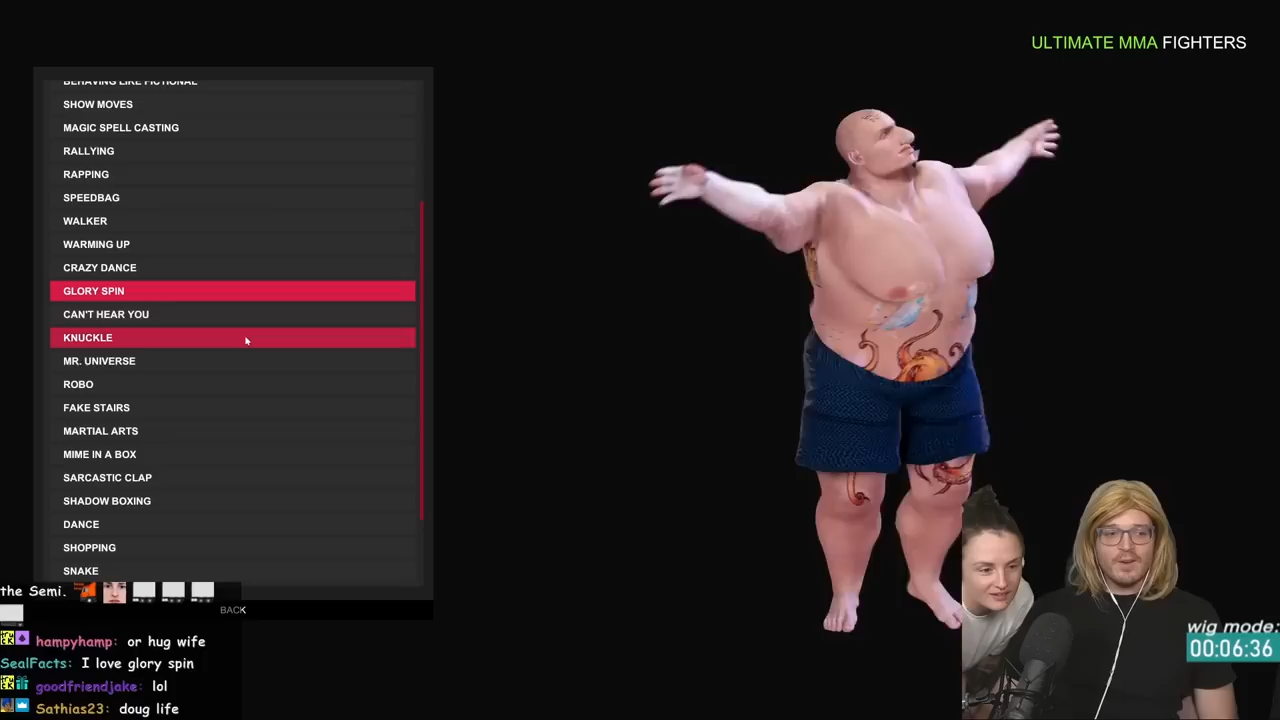 ULTIMATE MMA FIGHTERS
BEHAVING LIKE FICTIONAL
SHOW MOVES
MAGIC SPELL CASTING
RALLYING
RAPPING
SPEEDBAG
WALKER
WARMING UP
CRAZY DANCE
GLORY SPIN
CAN'T HEAR YOU
KNUCKLE
MR. UNIVERSE
ROBO
FAKE STAIRS
MARTIAL ARTS
MIME IN A BOX
SARCASTIC CLAP
SHADOW BOXING
DANCE
SHOPPING
SNAKE
BACK
the Semi.
hampyhamp: or hug wife
SealFacts: I love glory spin
goodfriendjake: lol
Sathias23: doug life
wig mode:
00:06:36